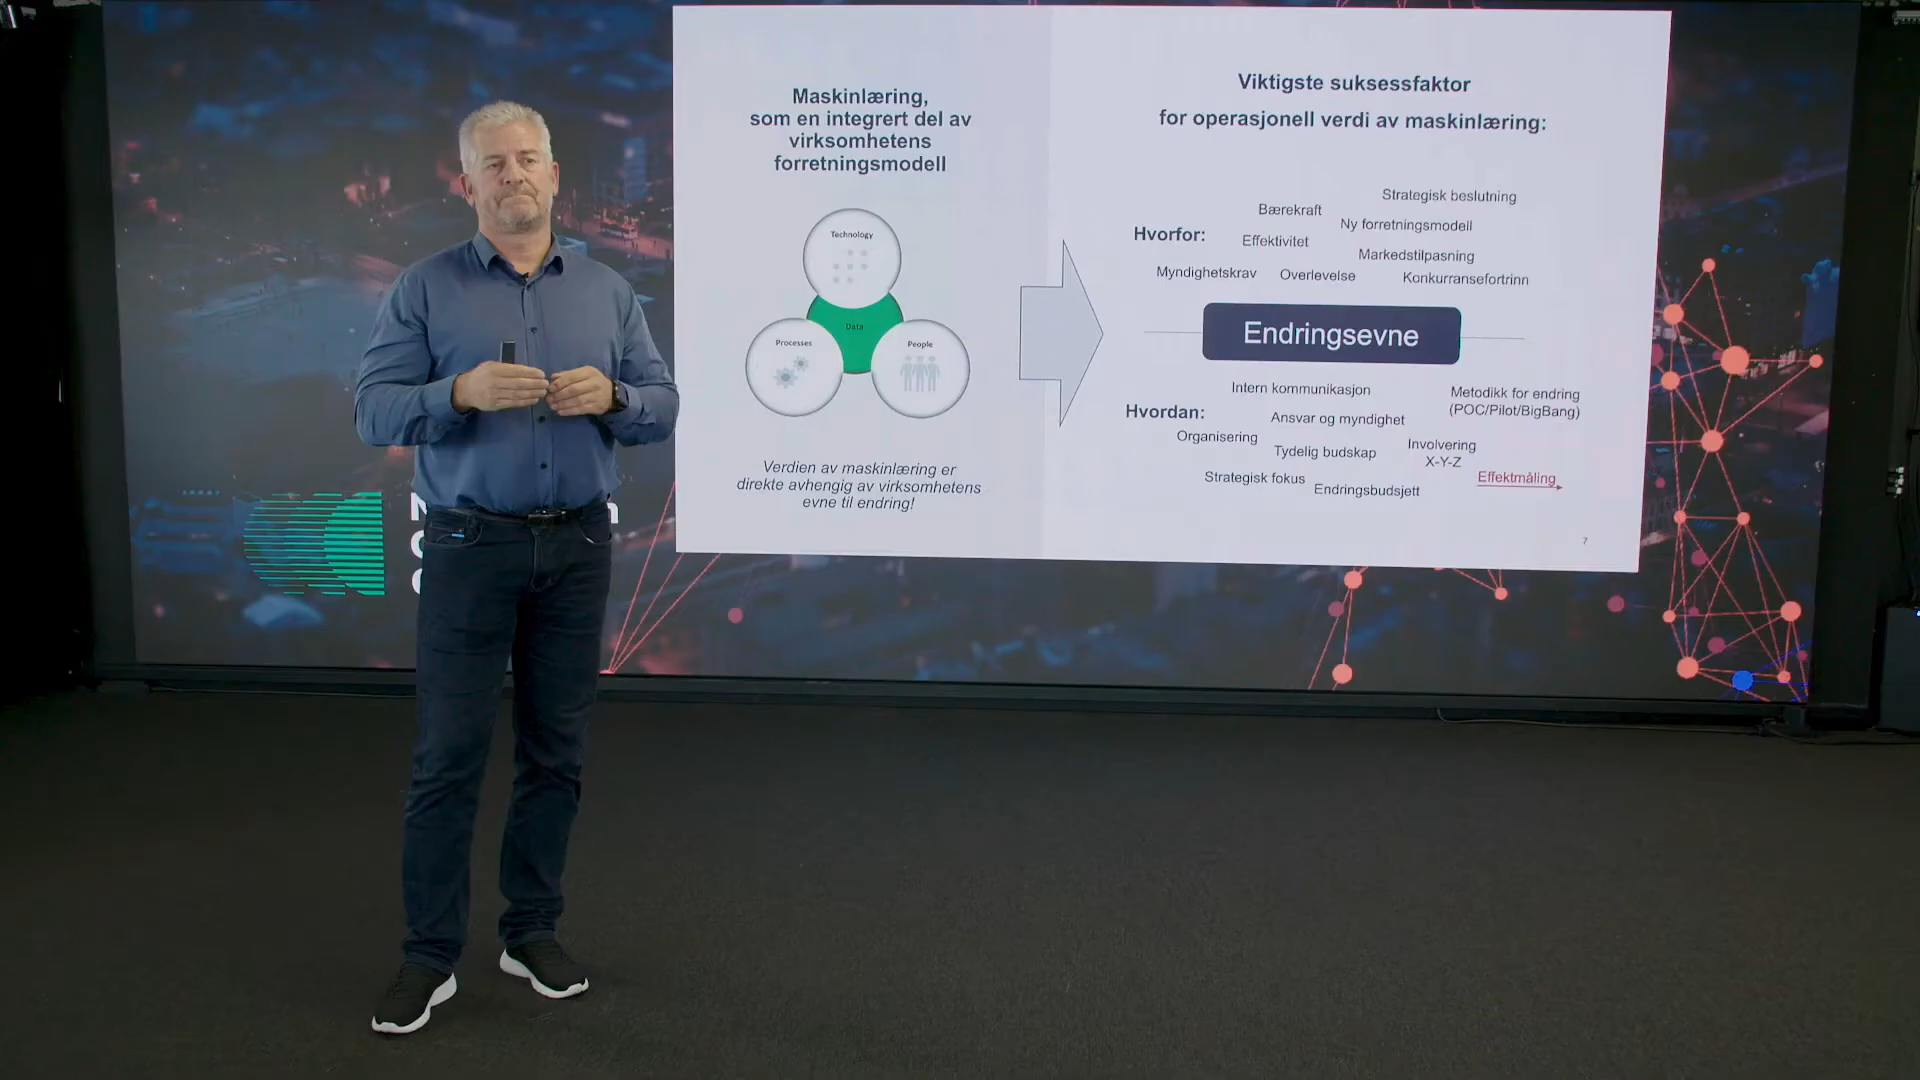 Maskinlæring,
som en integrert del av
virksomhetens
forretningsmodell
Technology
Data
Processes
People
Verdien av maskinlæring er
direkte avhengig av virksomhetens
evne til endring!
Viktigste suksessfaktor
for operasjonell verdi av maskinlæring:
Strategisk beslutning
Bærekraft
Ny forretningsmodell
Hvorfor:
Effektivitet
Markedstilpasning
Myndighetskrav
Overlevelse
Konkurransefortrinn
Endringsevne
Intern kommunikasjon
Metodikk for endring
(POC/Pilot/BigBang)
Hvordan:
Ansvar og myndighet
Organisering
Tydelig budskap
Involvering
X-Y-Z
Strategisk fokus
Endringsbudsjett
Effektmåling
7